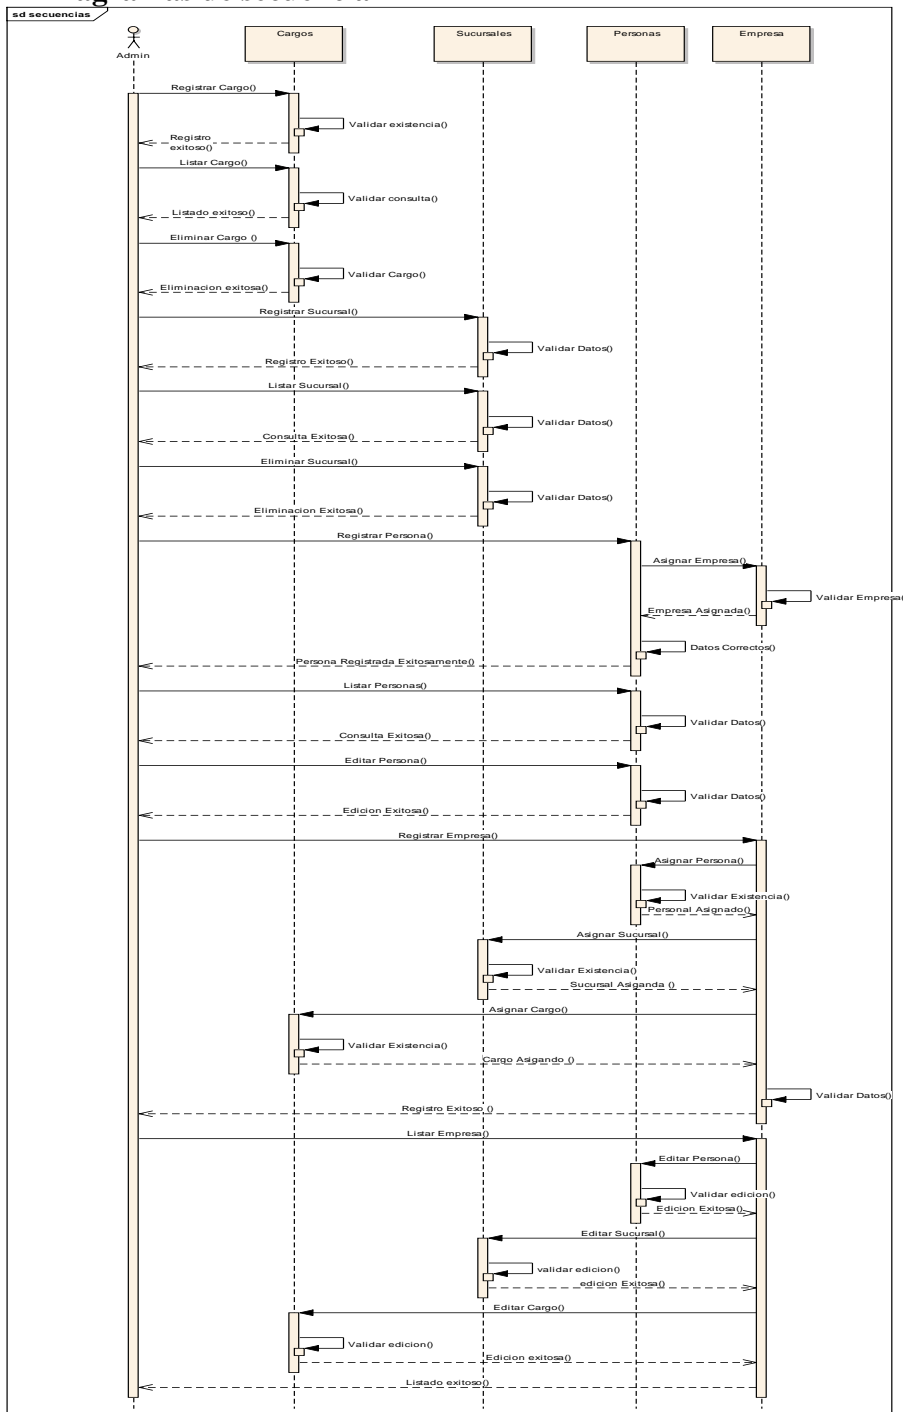 sd secuencias
Admin
Cargos
Sucursales
Personas
Empresa
Registrar Cargo()
Validar existencia()
Registro
exitoso()
Listar Cargo()
Validar consulta()
Listado exitoso()
Eliminar Cargo ()
Validar Cargo()
Eliminacion exitosa()
Registrar Sucursal()
Validar Datos()
Registro Exitoso()
Listar Sucursal()
Validar Datos()
Consulta Exitosa()
Eliminar Sucursal()
Validar Datos()
Eliminacion Exitosa()
Registrar Persona()
Asignar Empresa()
Validar Empresa(
Empresa Asignada()
Datos Correctos()
Persona Registrada Exitosamente()
Listar Personas()
Validar Datos()
Consulta Exitosa()
Editar Persona()
Validar Datos()
Edicion Exitosa()
Registrar Empresa()
Asignar Persona()
Validar Existencia()
Personal Asignado()
Asignar Sucursal()
Validar Existencia()
Sucursal Asiganda ()
Asignar Cargo()
Validar Existencia()
Cargo Asigando ()
Validar Datos()
Registro Exitoso ()
Listar Empresa()
Editar Persona()
Validar edicion()
Edicion Exitosa()
Editar Sucursal()
validar edicion()
edicion Exitosa()
Editar Cargo()
Validar edicion()
Edicion exitosa()
Listado exitoso()